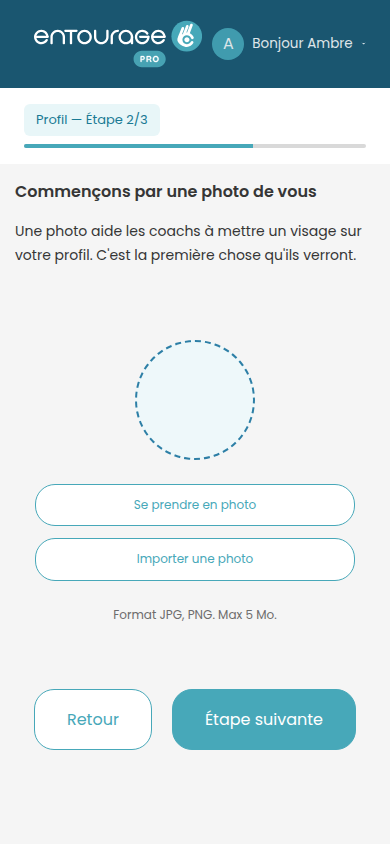 entourage
PRO
A
Bonjour Ambre
Profil — Étape 2/3
Commençons par une photo de vous
Une photo aide les coachs à mettre un visage sur
votre profil. C'est la première chose qu'ils verront.
Se prendre en photo
Importer une photo
Format JPG, PNG. Max 5 Mo.
Retour
Étape suivante